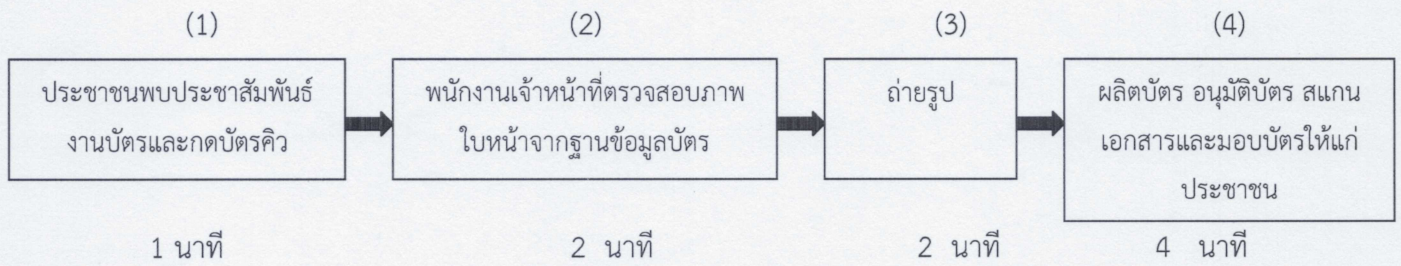 (1)
ประชาชนพบประชาสัมพันธ์
งานบัตรและกดบัตรคิว
1 นาที
(2)
พนักงานเจ้าหน้าที่ตรวจสอบภาพ
ใบหน้าจากฐานข้อมูลบัตร
2 นาที
(3)
ถ่ายรูป
2 นาที
(4)
ผลิตบัตร อนุมัติบัตร สแกน
เอกสารและมอบบัตรให้แก่
ประชาชน
4 นาที